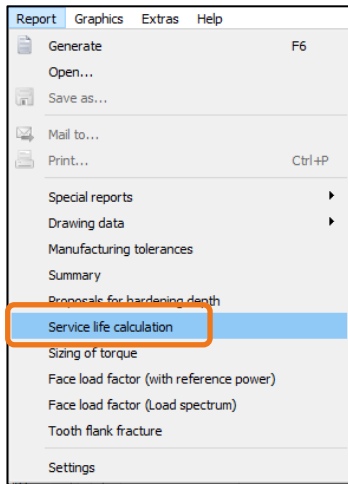 Report Graphics Extras Help
Generate F6
Open...
Save as...
Mail to...
Print... Ctrl+P
Special reports
Drawing data
Manufacturing tolerances
Summary
Proposals for hardening depth
Service life calculation
Sizing of torque
Face load factor (with reference power)
Face load factor (Load spectrum)
Tooth flank fracture
Settings